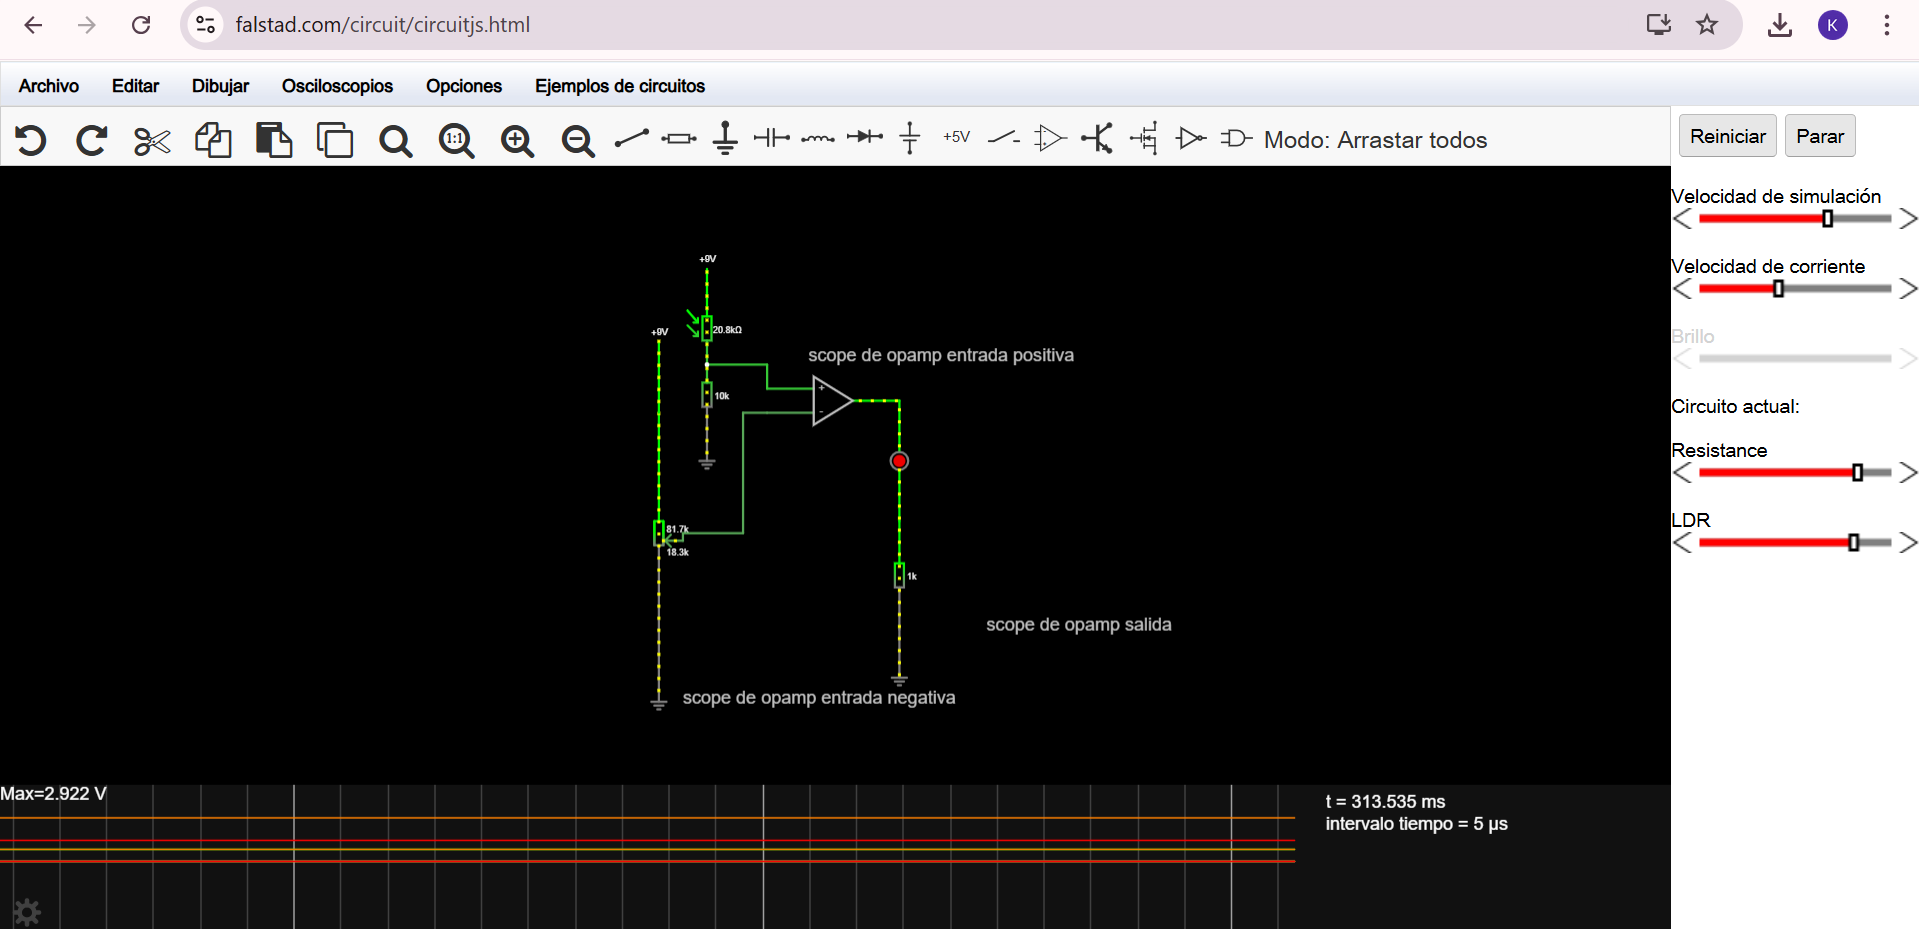 falstad.com/circuit/circuitjs.html
K
Archivo Editar Dibujar Osciloscopios Opciones Ejemplos de circuitos
1:1 +5V Modo: Arrastar todos
Reiniciar Parar
Velocidad de simulación
Velocidad de corriente
Brillo
Circuito actual:
Resistance
LDR
+9V
20.8kΩ
+9V
scope de opamp entrada positiva
+
10k
-
81.7k
18.3k
1k
scope de opamp salida
scope de opamp entrada negativa
Max=2.922 V
t = 313.535 ms
intervalo tiempo = 5 µs